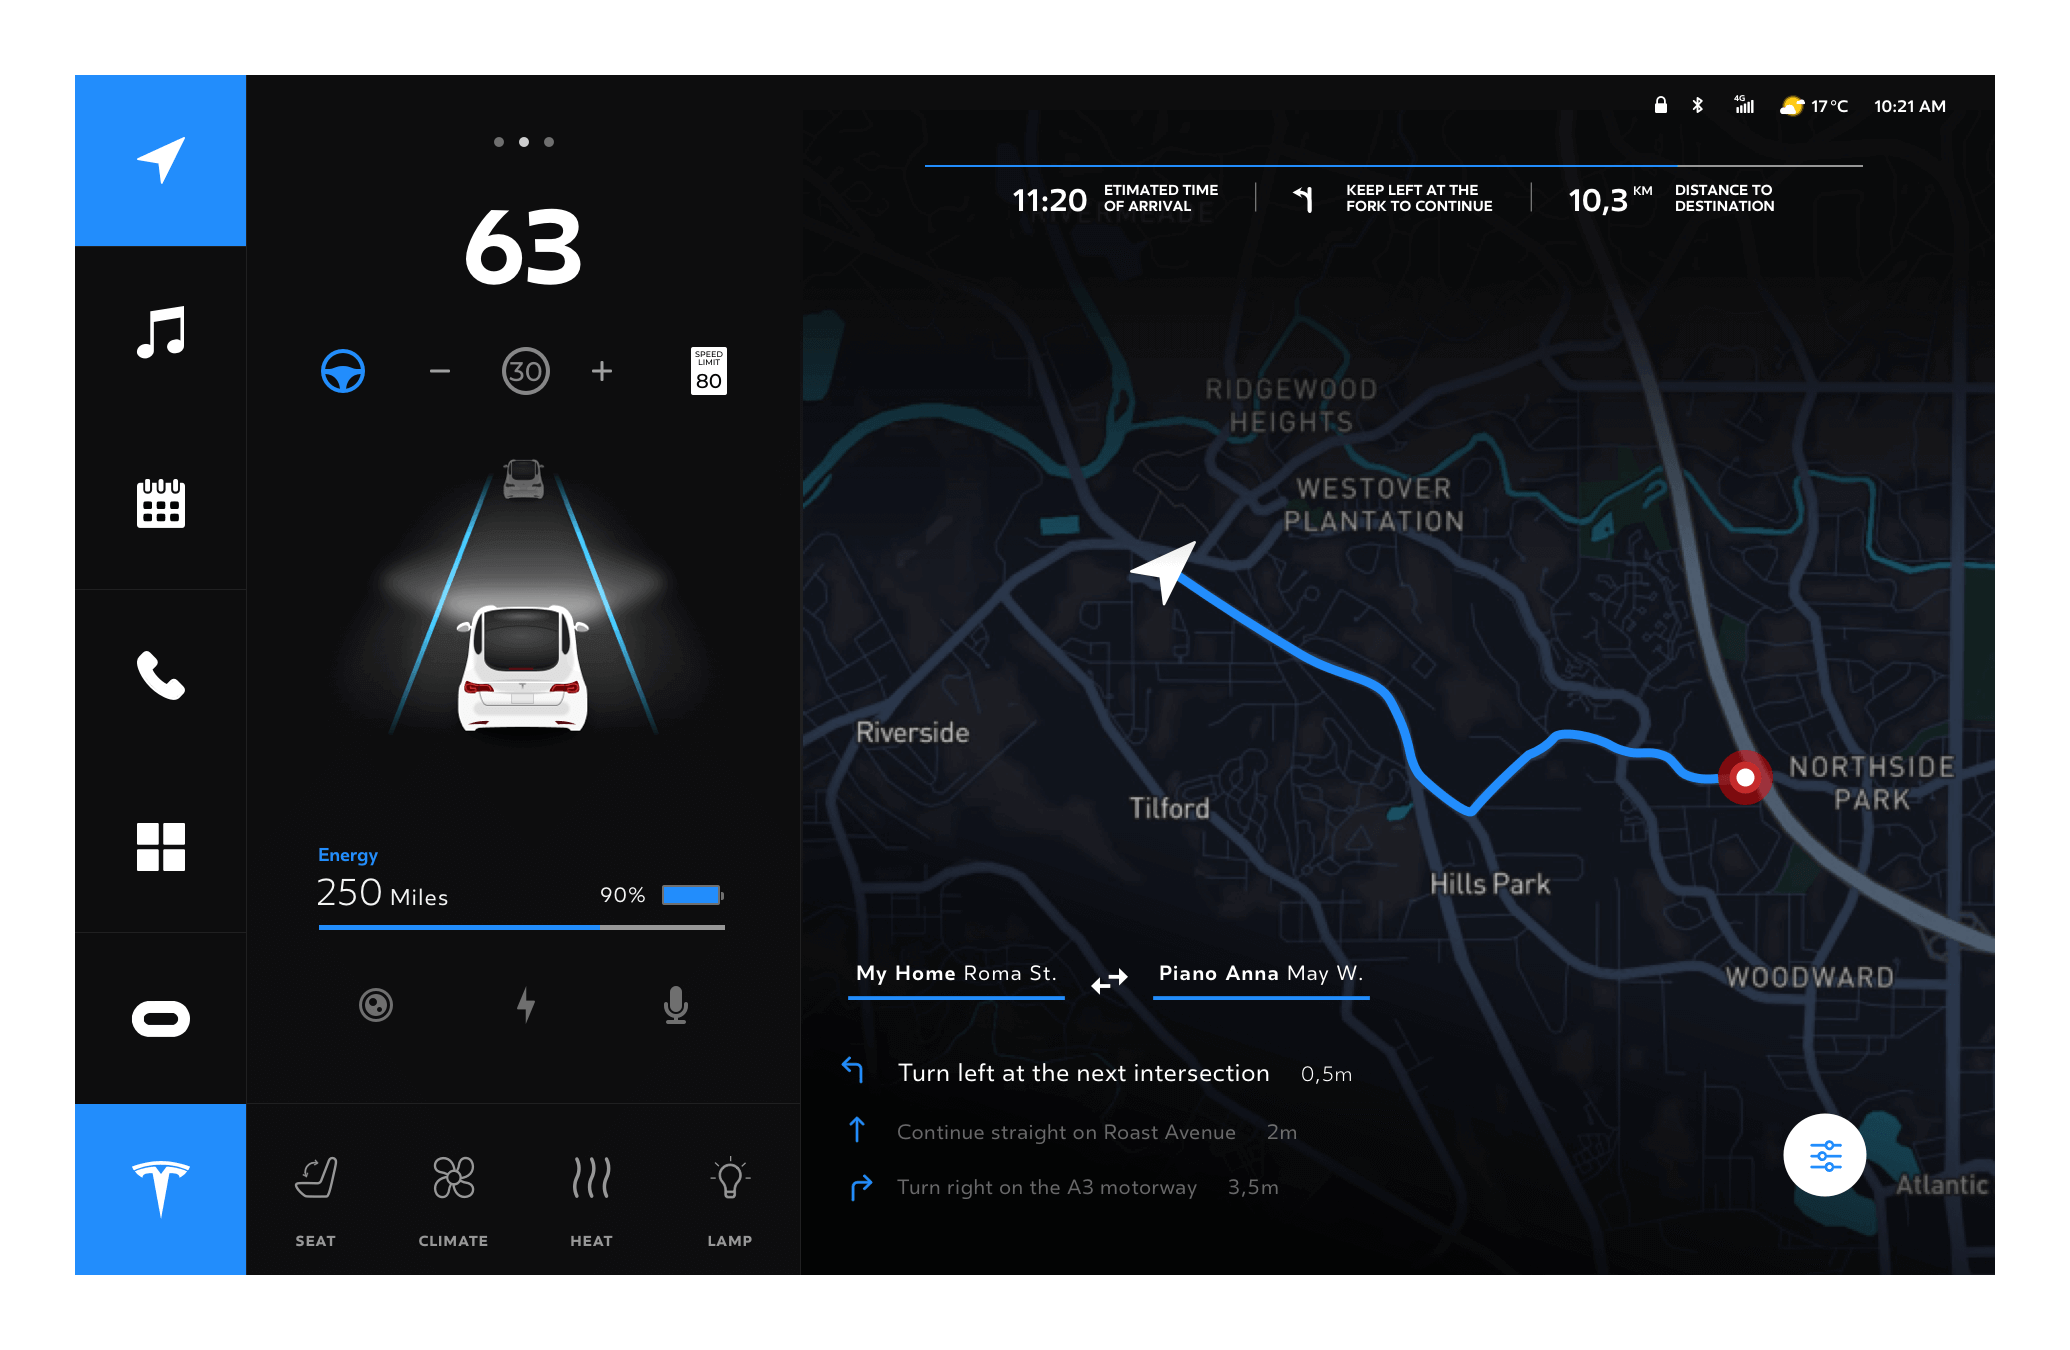 4G
17°C
10:21 AM
63
30
SPEED
LIMIT
80
Energy
250 Miles
90%
SEAT
CLIMATE
HEAT
LAMP
11:20
ETIMATED TIME
OF ARRIVAL
KEEP LEFT AT THE
FORK TO CONTINUE
10,3 KM
DISTANCE TO
DESTINATION
RIDGEWOOD
HEIGHTS
WESTOVER
PLANTATION
Riverside
Tilford
NORTHSIDE
PARK
Hills Park
WOODWARD
Atlantic
My Home Roma St.
Piano Anna May W.
Turn left at the next intersection 0,5m
Continue straight on Roast Avenue 2m
Turn right on the A3 motorway 3,5m